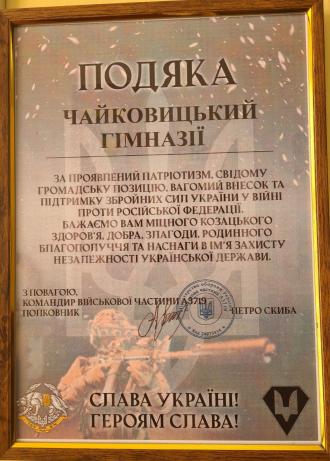 ПОДЯКА
ЧАЙКОВИЦЬКИЙ
ГІМНАЗІЇ
ЗА ПРОЯВЛЕНИЙ ПАТРІОТИЗМ, СВІДОМУ
ГРОМАДСЬКУ ПОЗИЦІЮ, ВАГОМИЙ ВНЕСОК ТА
ПІДТРИМКУ ЗБРОЙНИХ СИЛ УКРАЇНИ У ВІЙНІ
ПРОТИ РОСІЙСЬКОЇ ФЕДЕРАЦІЇ.
БАЖАЄМО ВАМ МІЦНОГО КОЗАЦЬКОГО
ЗДОРОВ'Я, ДОБРА, ЗЛАГОДИ, РОДИННОГО
БЛАГОПОЛУЧЧЯ ТА НАСНАГИ В ІМ'Я ЗАХИСТУ
НЕЗАЛЕЖНОСТІ УКРАЇНСЬКОЇ ДЕРЖАВИ.
З ПОВАГОЮ,
КОМАНДИР ВІЙСЬКОВОЇ ЧАСТИНИ А3719
ПОЛКОВНИК ПЕТРО СКИБА
СЛАВА УКРАЇНІ!
ГЕРОЯМ СЛАВА!